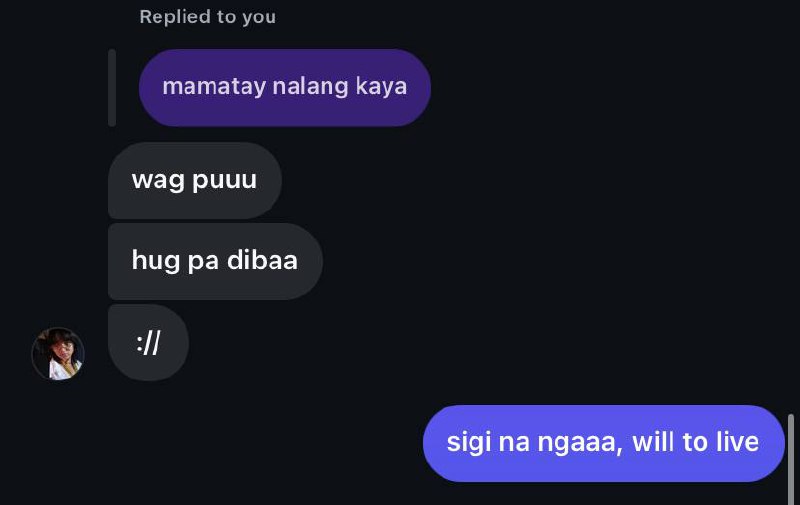 Replied to you
mamatay nalang kaya
wag puuu
hug pa dibaa
://
sigi na ngaaa, will to live